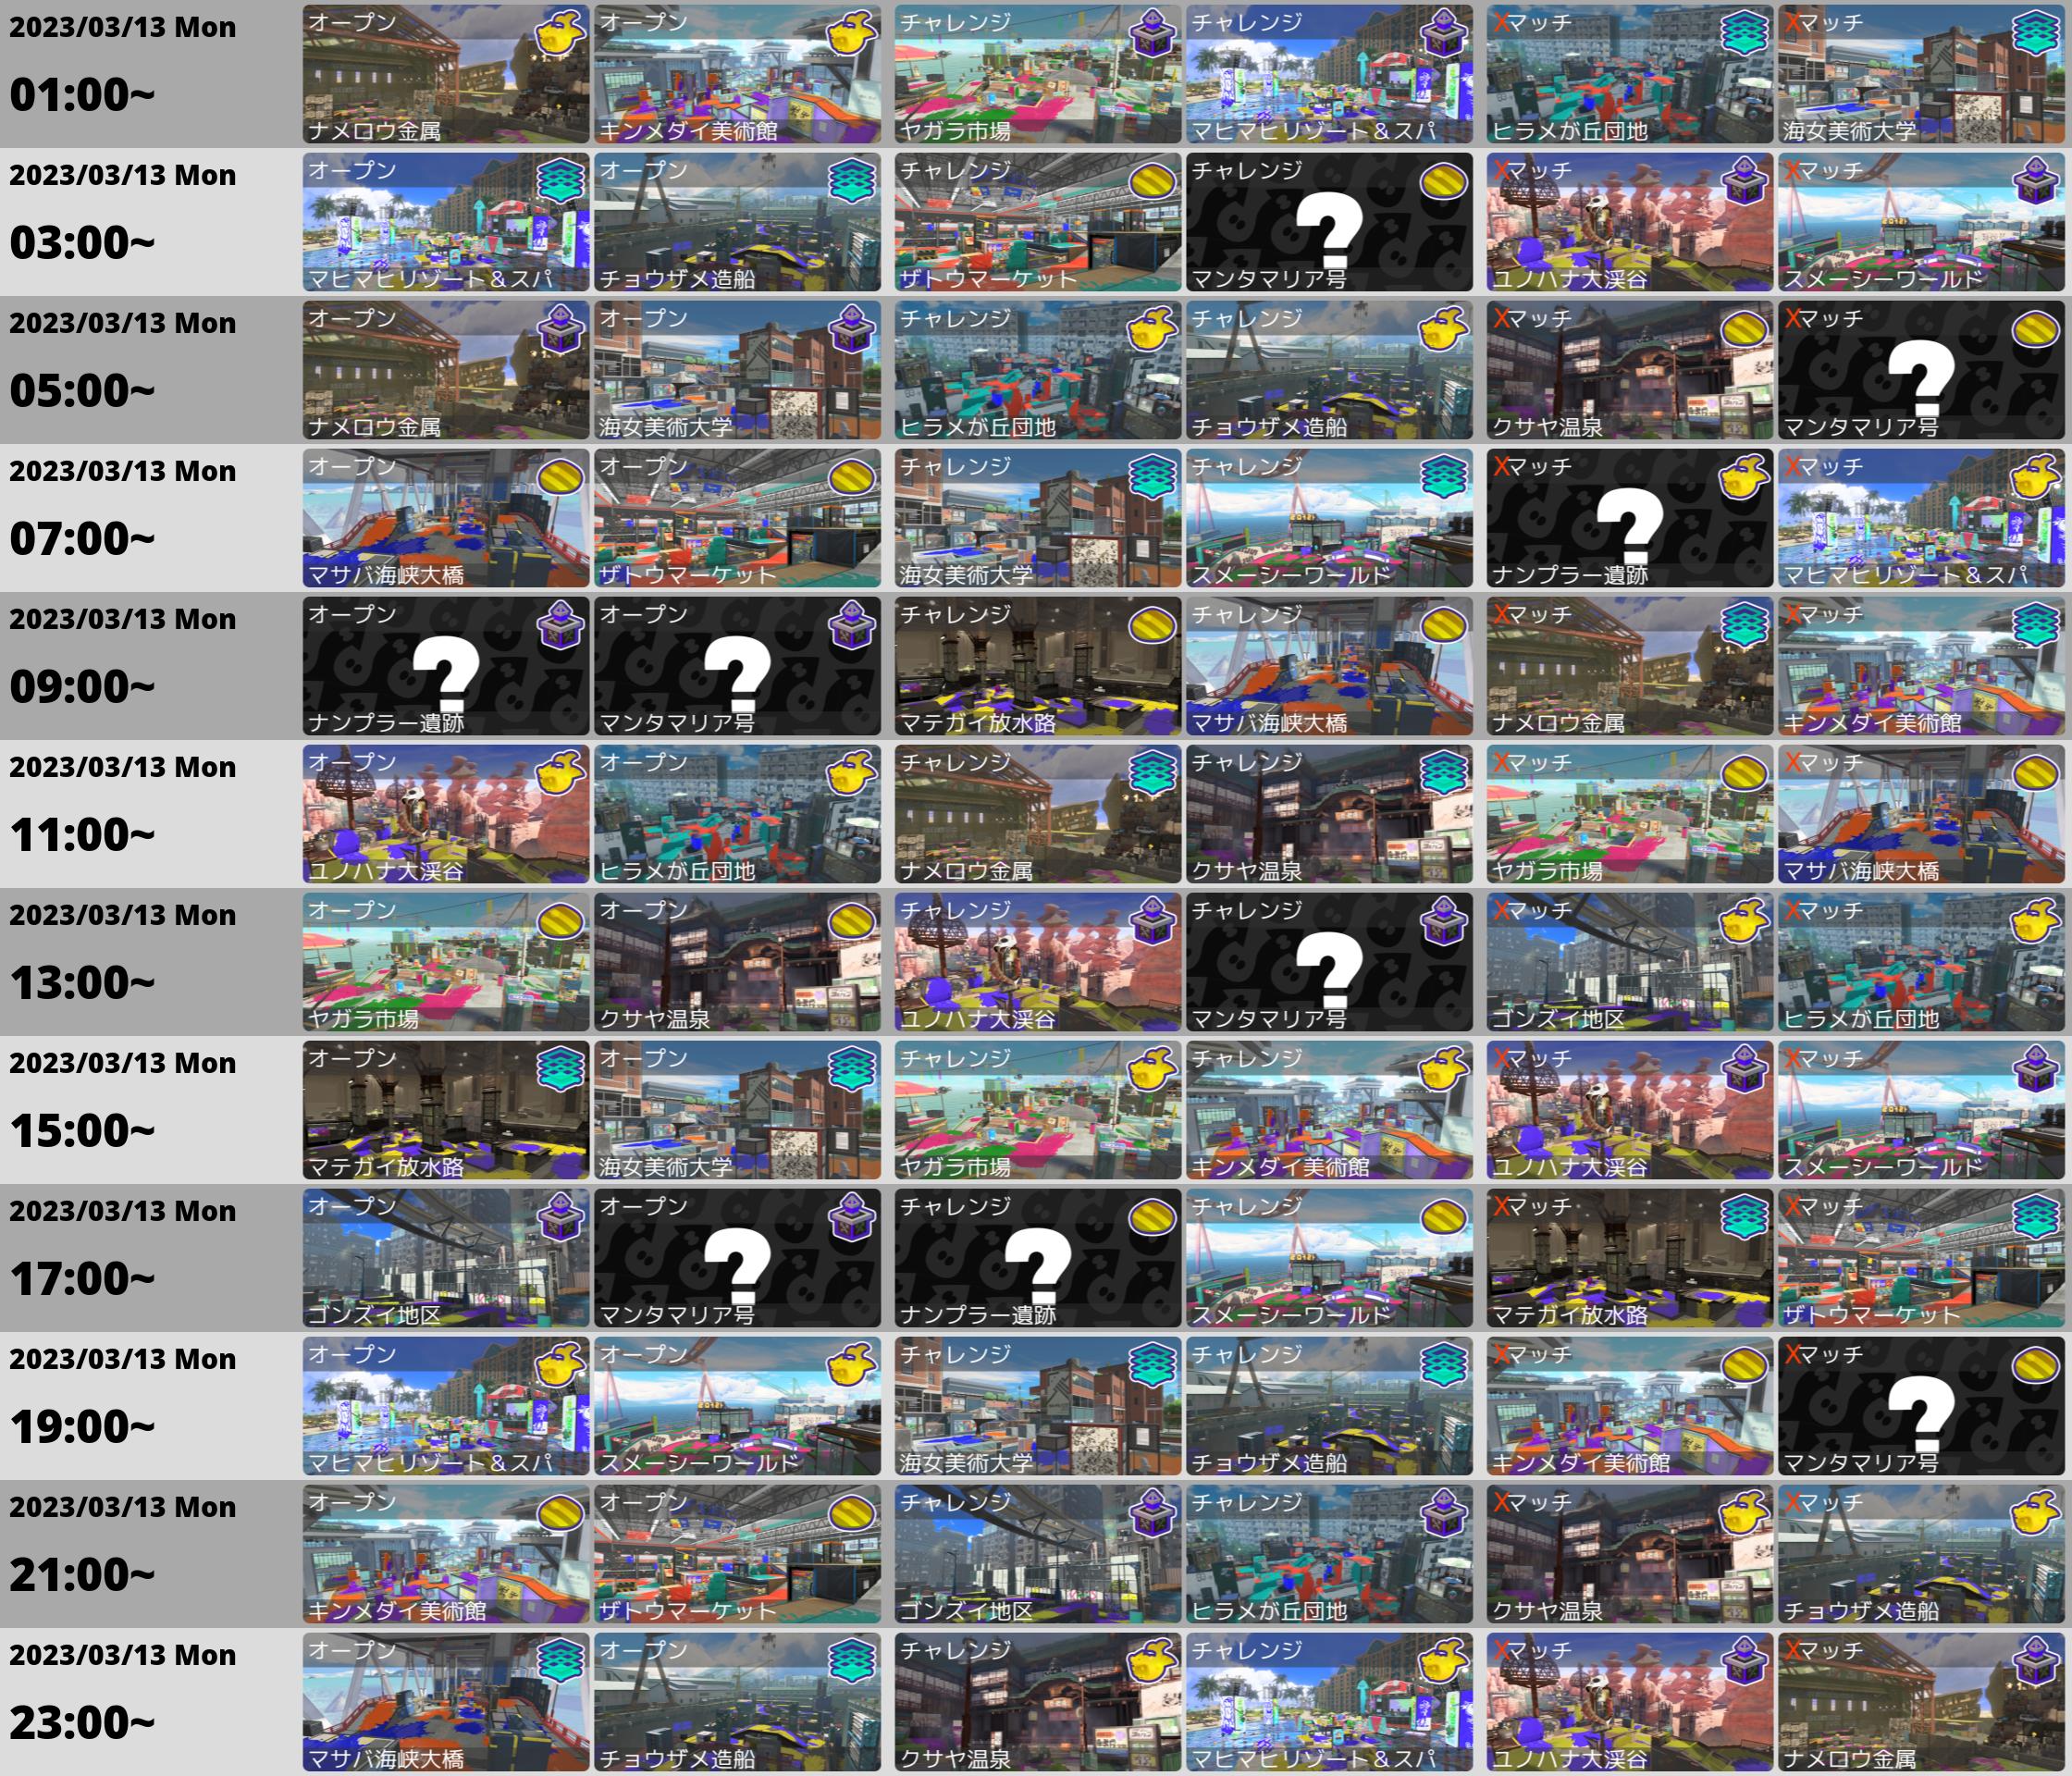 2023/03/13 Mon
01:00~
オープン オープン チャレンジ チャレンジ Xマッチ Xマッチ
ナメロウ金属 キンメダイ美術館 ヤガラ市場 マヒマヒリゾート&スパ ヒラメが丘団地 海女美術大学
2023/03/13 Mon
03:00~
オープン オープン チャレンジ チャレンジ Xマッチ Xマッチ
マヒマヒリゾート&スパ チョウザメ造船 ザトウマーケット マンタマリア号 ユノハナ大渓谷 スメーシーワールド
2023/03/13 Mon
05:00~
オープン オープン チャレンジ チャレンジ Xマッチ Xマッチ
ナメロウ金属 海女美術大学 ヒラメが丘団地 チョウザメ造船 クサヤ温泉 マンタマリア号
2023/03/13 Mon
07:00~
オープン オープン チャレンジ チャレンジ Xマッチ Xマッチ
マサバ海峡大橋 ザトウマーケット 海女美術大学 スメーシーワールド ナンプラー遺跡 マヒマヒリゾート&スパ
2023/03/13 Mon
09:00~
オープン オープン チャレンジ チャレンジ Xマッチ Xマッチ
ナンプラー遺跡 マンタマリア号 マテガイ放水路 マサバ海峡大橋 ナメロウ金属 キンメダイ美術館
2023/03/13 Mon
11:00~
オープン オープン チャレンジ チャレンジ Xマッチ Xマッチ
ユノハナ大渓谷 ヒラメが丘団地 ナメロウ金属 クサヤ温泉 ヤガラ市場 マサバ海峡大橋
2023/03/13 Mon
13:00~
オープン オープン チャレンジ チャレンジ Xマッチ Xマッチ
ヤガラ市場 クサヤ温泉 ユノハナ大渓谷 マンタマリア号 ゴンズイ地区 ヒラメが丘団地
2023/03/13 Mon
15:00~
オープン オープン チャレンジ チャレンジ Xマッチ Xマッチ
マテガイ放水路 海女美術大学 ヤガラ市場 キンメダイ美術館 ユノハナ大渓谷 スメーシーワールド
2023/03/13 Mon
17:00~
オープン オープン チャレンジ チャレンジ Xマッチ Xマッチ
ゴンズイ地区 マンタマリア号 ナンプラー遺跡 スメーシーワールド マテガイ放水路 ザトウマーケット
2023/03/13 Mon
19:00~
オープン オープン チャレンジ チャレンジ Xマッチ Xマッチ
マヒマヒリゾート&スパ スメーシーワールド 海女美術大学 チョウザメ造船 キンメダイ美術館 マンタマリア号
2023/03/13 Mon
21:00~
オープン オープン チャレンジ チャレンジ Xマッチ Xマッチ
キンメダイ美術館 ザトウマーケット ゴンズイ地区 ヒラメが丘団地 クサヤ温泉 チョウザメ造船
2023/03/13 Mon
23:00~
オープン オープン チャレンジ チャレンジ Xマッチ Xマッチ
マサバ海峡大橋 チョウザメ造船 クサヤ温泉 マヒマヒリゾート&スパ ユノハナ大渓谷 ナメロウ金属